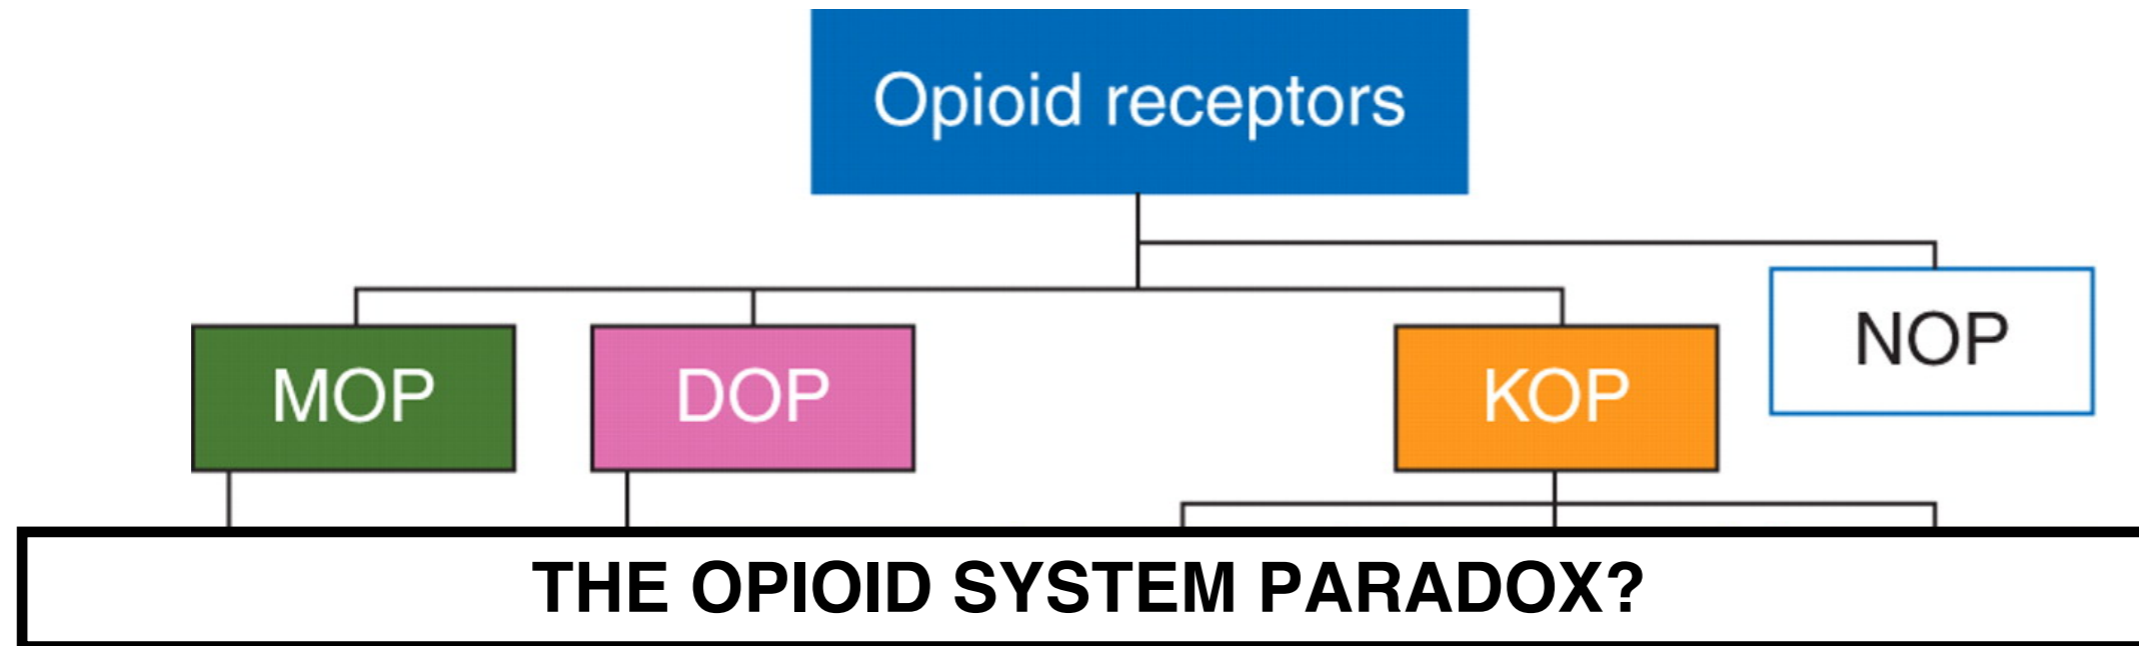 Opioid receptors
NOP
MOP
DOP
KOP
THE OPIOID SYSTEM PARADOX?